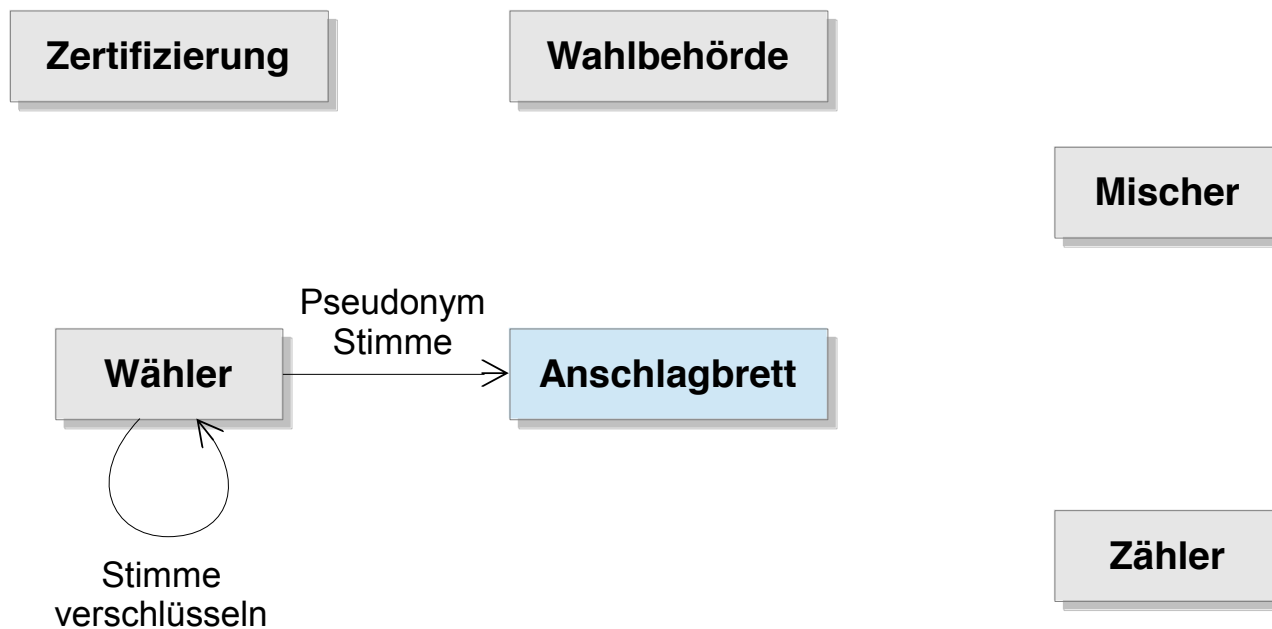 Zertifizierung
Wahlbehörde
Mischer
Pseudonym
Stimme
Wähler
Anschlagbrett
Zähler
Stimme
verschlüsseln